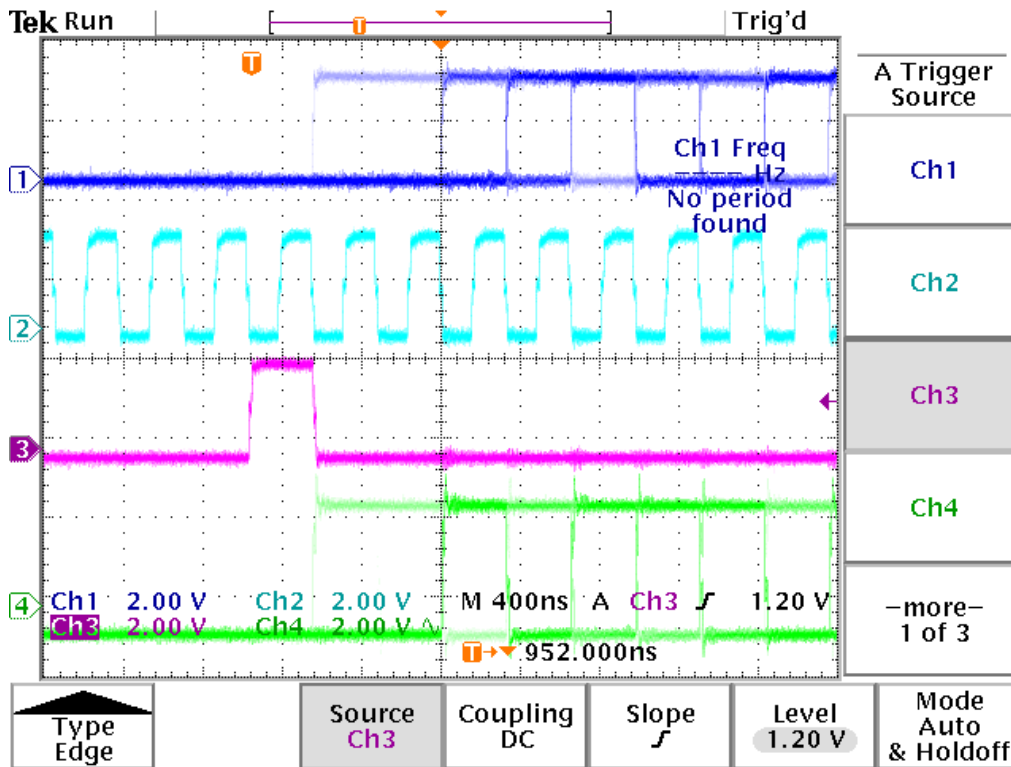 Tek Run
Trig'd
T
T
A Trigger
Source
Ch1
Ch2
Ch3
Ch4
–more–
1 of 3
1
2
3
4
Ch1 Freq
–––– Hz
No period
found
Ch1 2.00 V Ch2 2.00 V M 400ns A Ch3 1.20 V
Ch3 2.00 V Ch4 2.00 V
T 952.000ns
Type
Edge
Source
Ch3
Coupling
DC
Slope
Level
1.20 V
Mode
Auto
& Holdoff